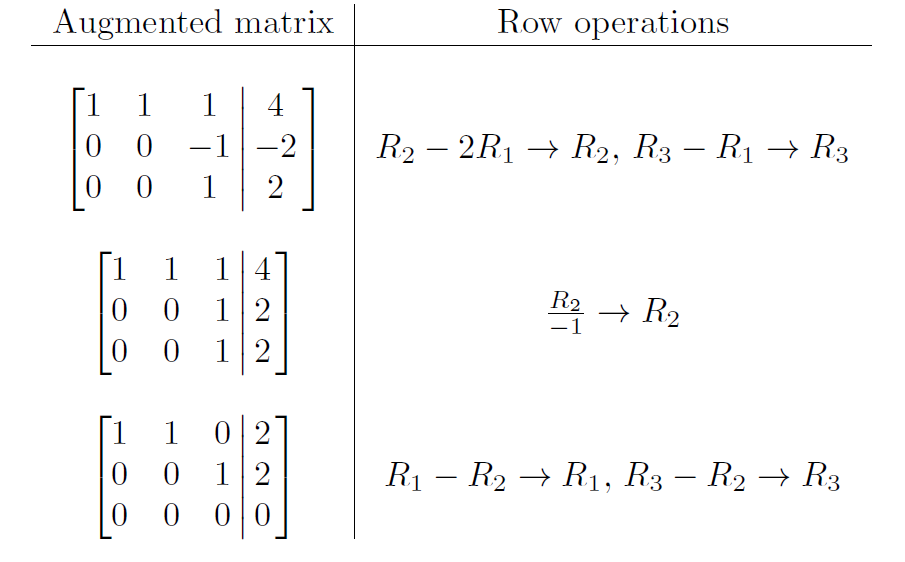 Augmented matrix Row operations
1 1 1 4
0 0 −1 −2 R₂ − 2R₁ → R₂, R₃ − R₁ → R₃
0 0 1 2
1 1 1 4
0 0 1 2 R₂/−1 → R₂
0 0 1 2
1 1 0 2
0 0 1 2 R₁ − R₂ → R₁, R₃ − R₂ → R₃
0 0 0 0